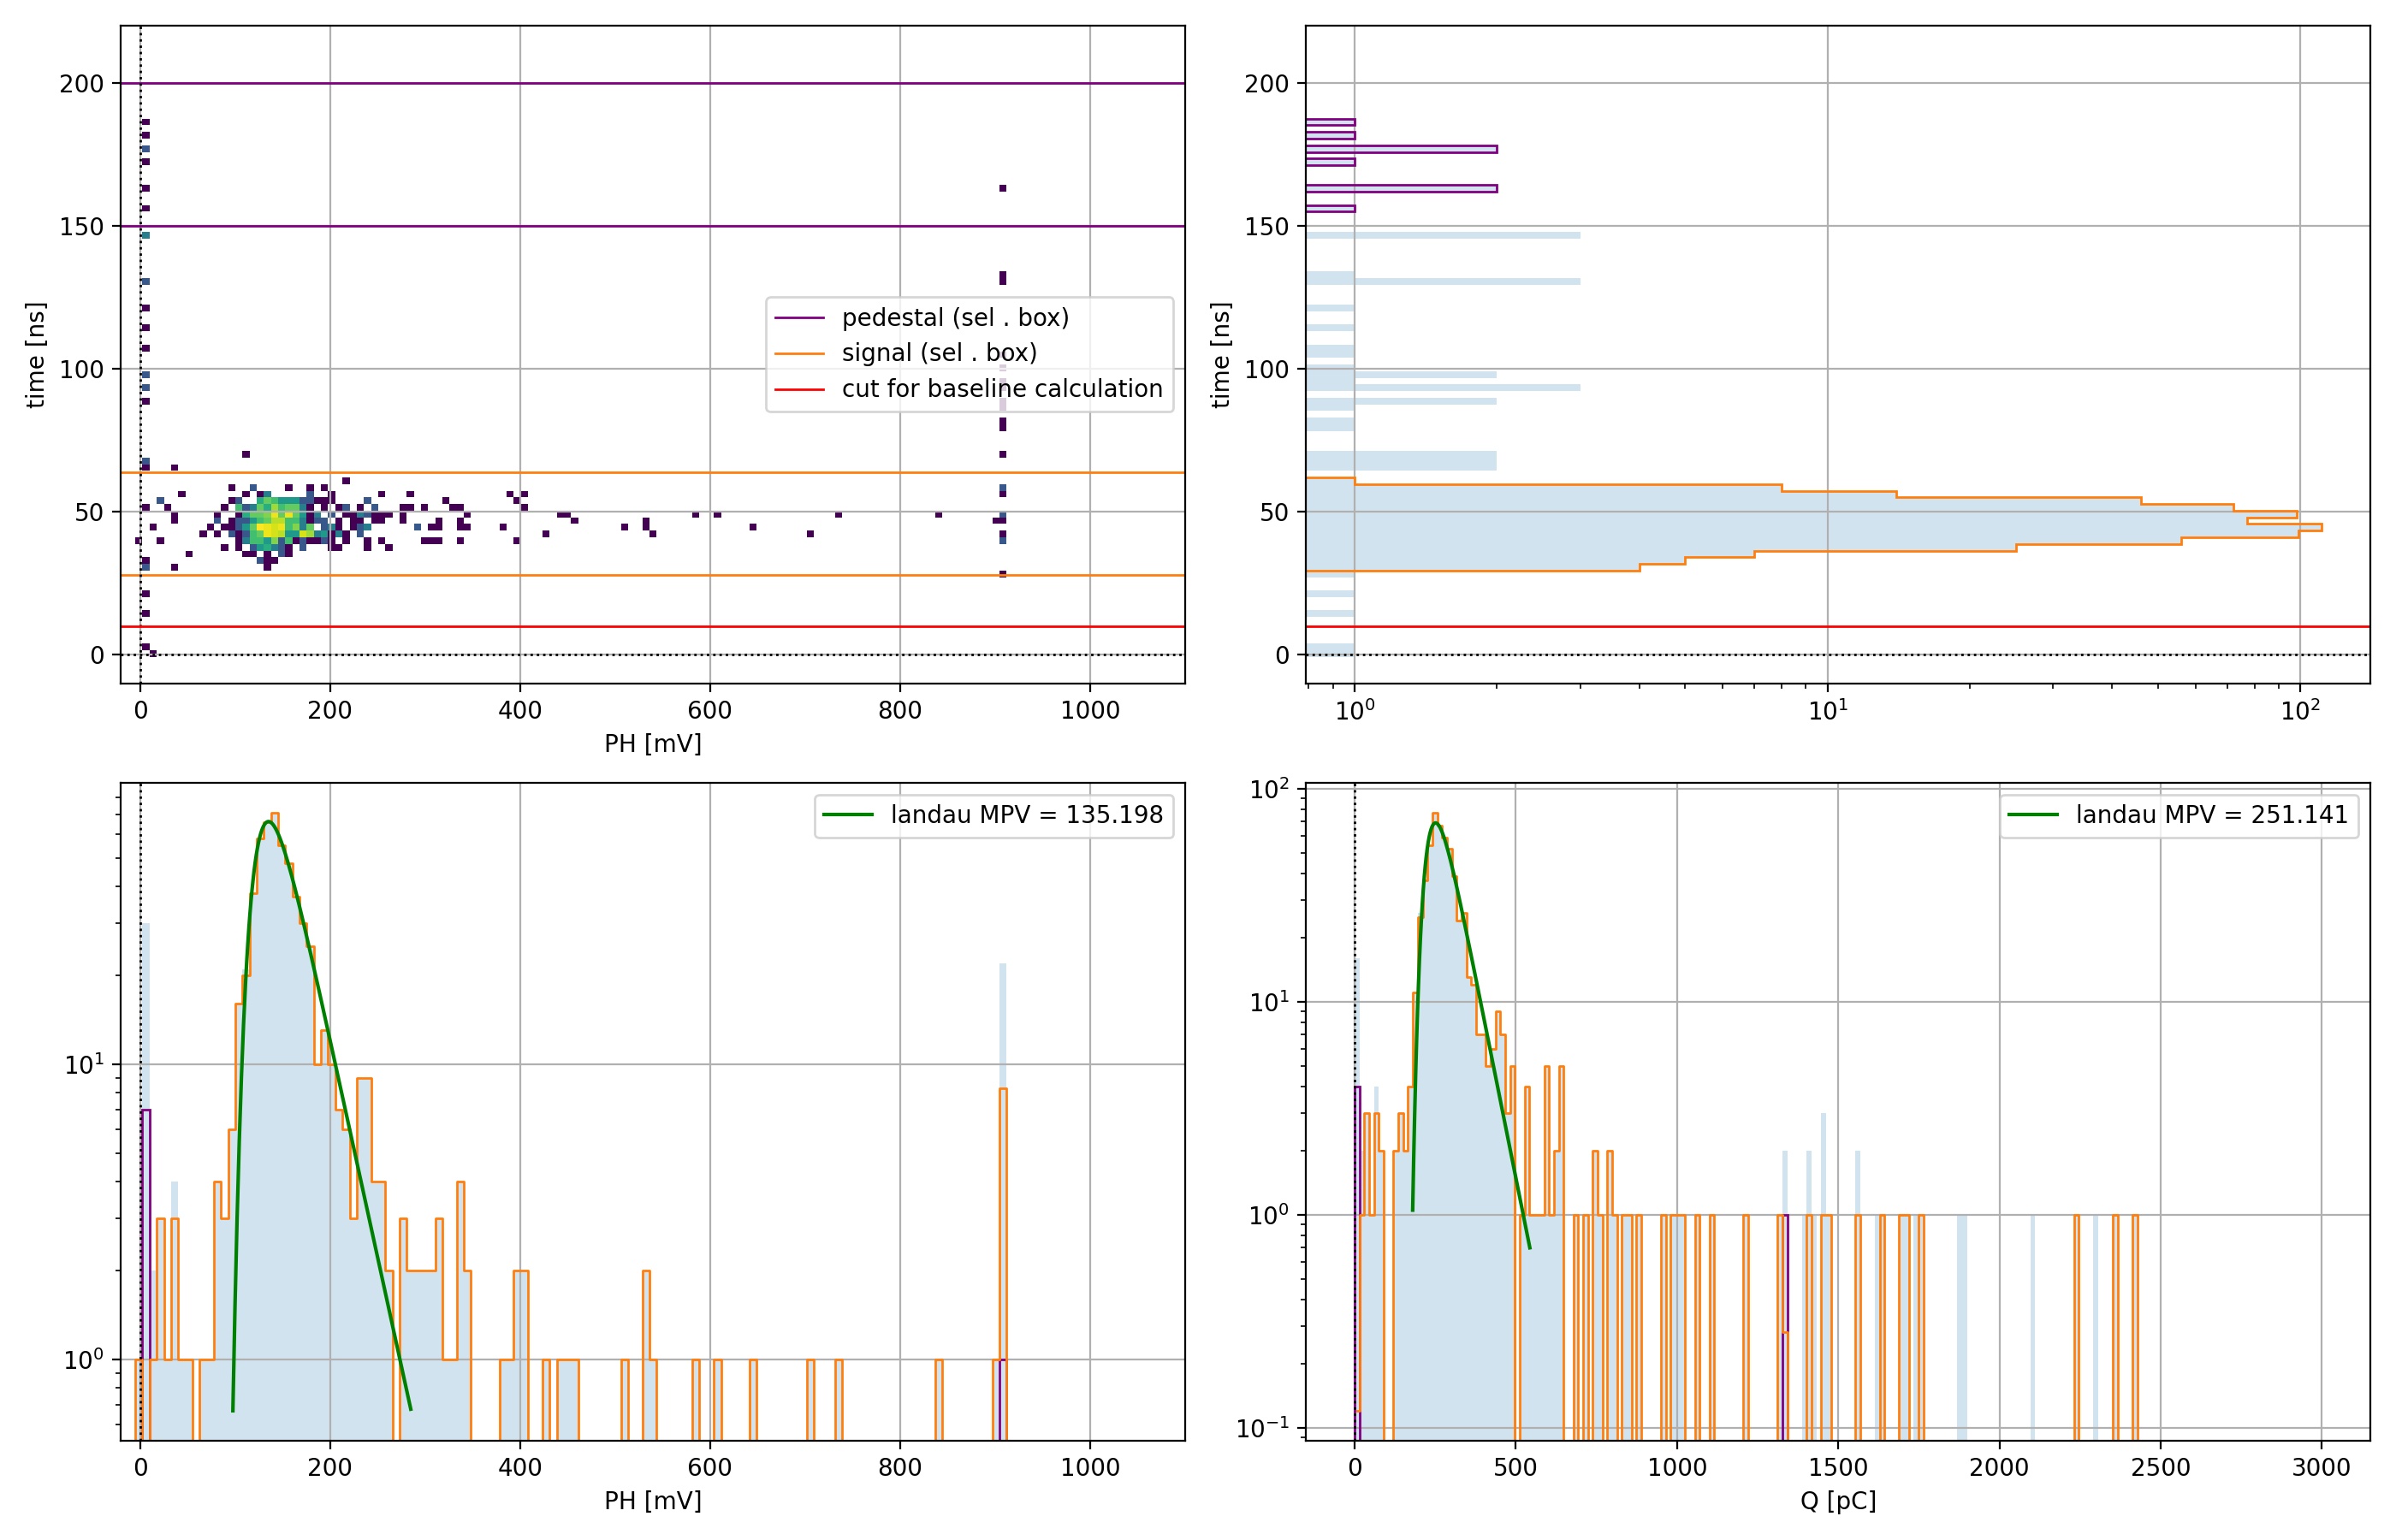 200
150
100
50
0
time [ns]
pedestal (sel . box)
signal (sel . box)
cut for baseline calculation
0 200 400 600 800 1000
PH [mV]
200
150
100
50
0
time [ns]
10⁰ 10¹ 10²
landau MPV = 135.198
10¹
10⁰
0 200 400 600 800 1000
PH [mV]
landau MPV = 251.141
10²
10¹
10⁰
10⁻¹
0 500 1000 1500 2000 2500 3000
Q [pC]